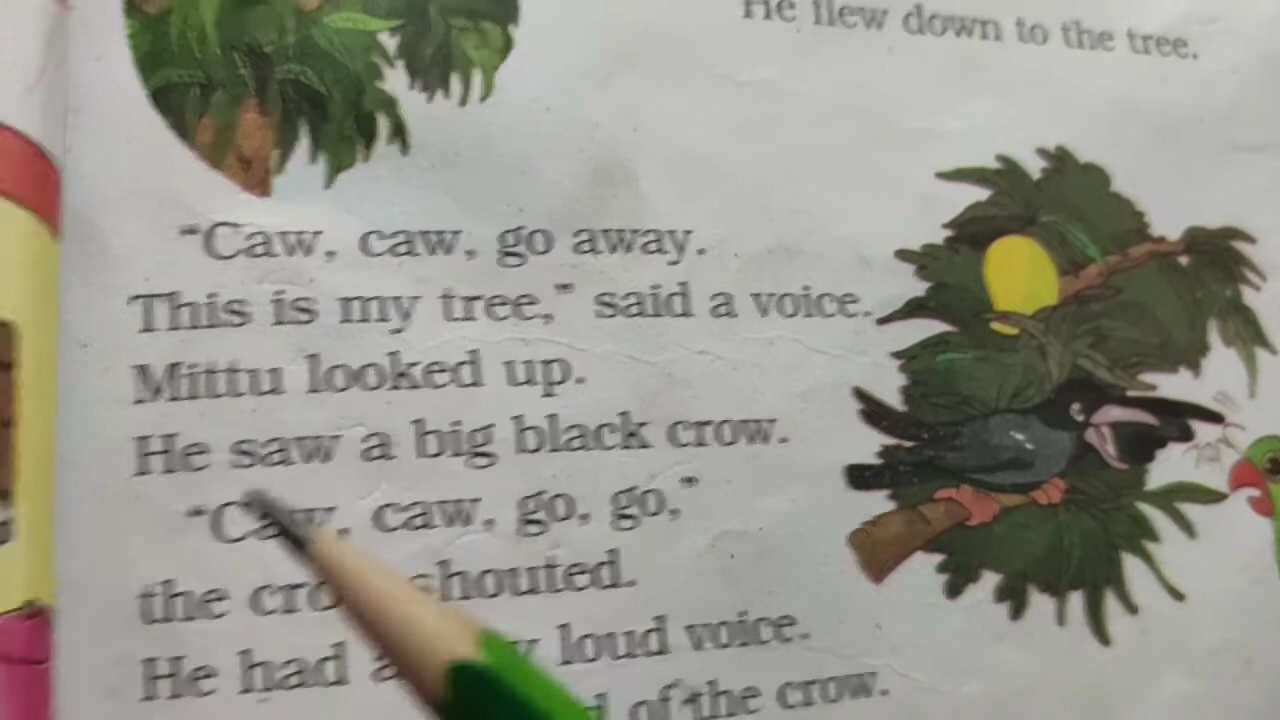 He flew down to the tree.
"Caw, caw, go away.
This is my tree," said a voice.
Mittu looked up.
He saw a big black crow.
"Caw, caw, go, go,"
the shouted.
He had loud voice.
of the crow.